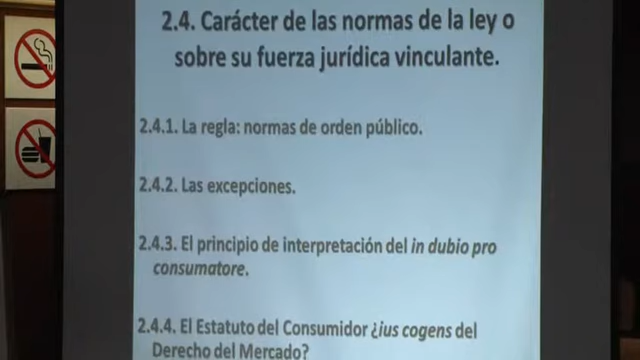 2.4. Carácter de las normas de la ley o
sobre su fuerza jurídica vinculante.
2.4.1. La regla: normas de orden público.
2.4.2. Las excepciones.
2.4.3. El principio de interpretación del in dubio pro
consumatore.
2.4.4. El Estatuto del Consumidor ¿ius cogens del
Derecho del Mercado?